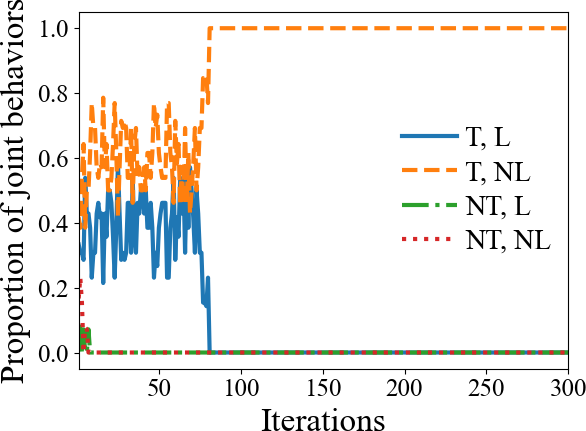 Proportion of joint behaviors
1.0
0.8
0.6
0.4
0.2
0.0
T, L
T, NL
NT, L
NT, NL
50 100 150 200 250 300
Iterations